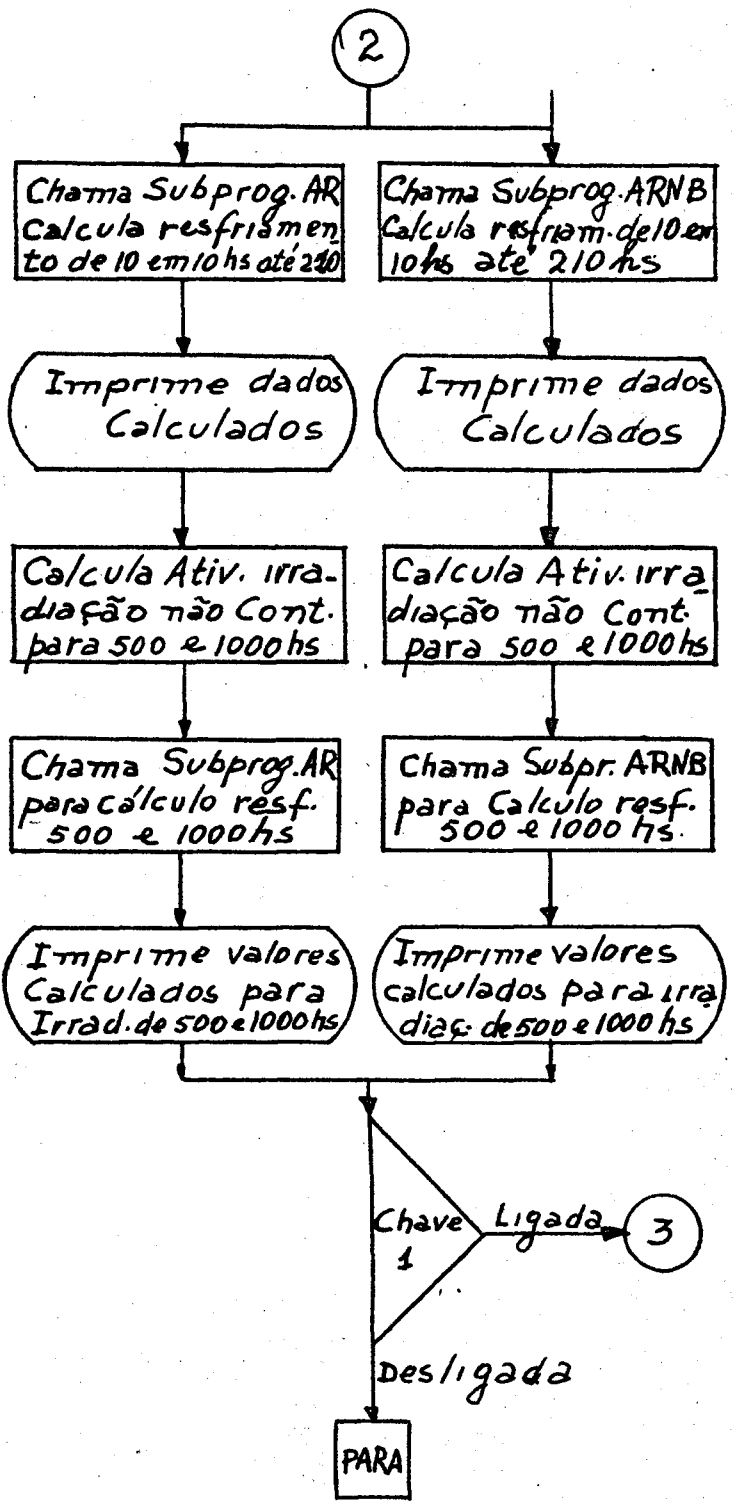 2
Chama Subprog. AR
Calcula resfriamen
to de 10 em 10 hs até 210
Chama Subprog. ARNB
Calcula resfriam. de 10 em
10 hs até 210 hs
Imprime dados
Calculados
Imprime dados
Calculados
Calcula Ativ. irra-
diação não Cont.
para 500 e 1000 hs
Calcula Ativ. irra
diação não Cont.
para 500 e 1000 hs
Chama Subprog. AR
para cálculo resf.
500 e 1000 hs
Chama Subpr. ARNB
para Calculo resf.
500 e 1000 hs.
Imprime valores
Calculados para
Irrad. de 500 e 1000 hs
Imprime valores
calculados para irra
diaç. de 500 e 1000 hs
Chave
1
Ligada
3
Desligada
PARA